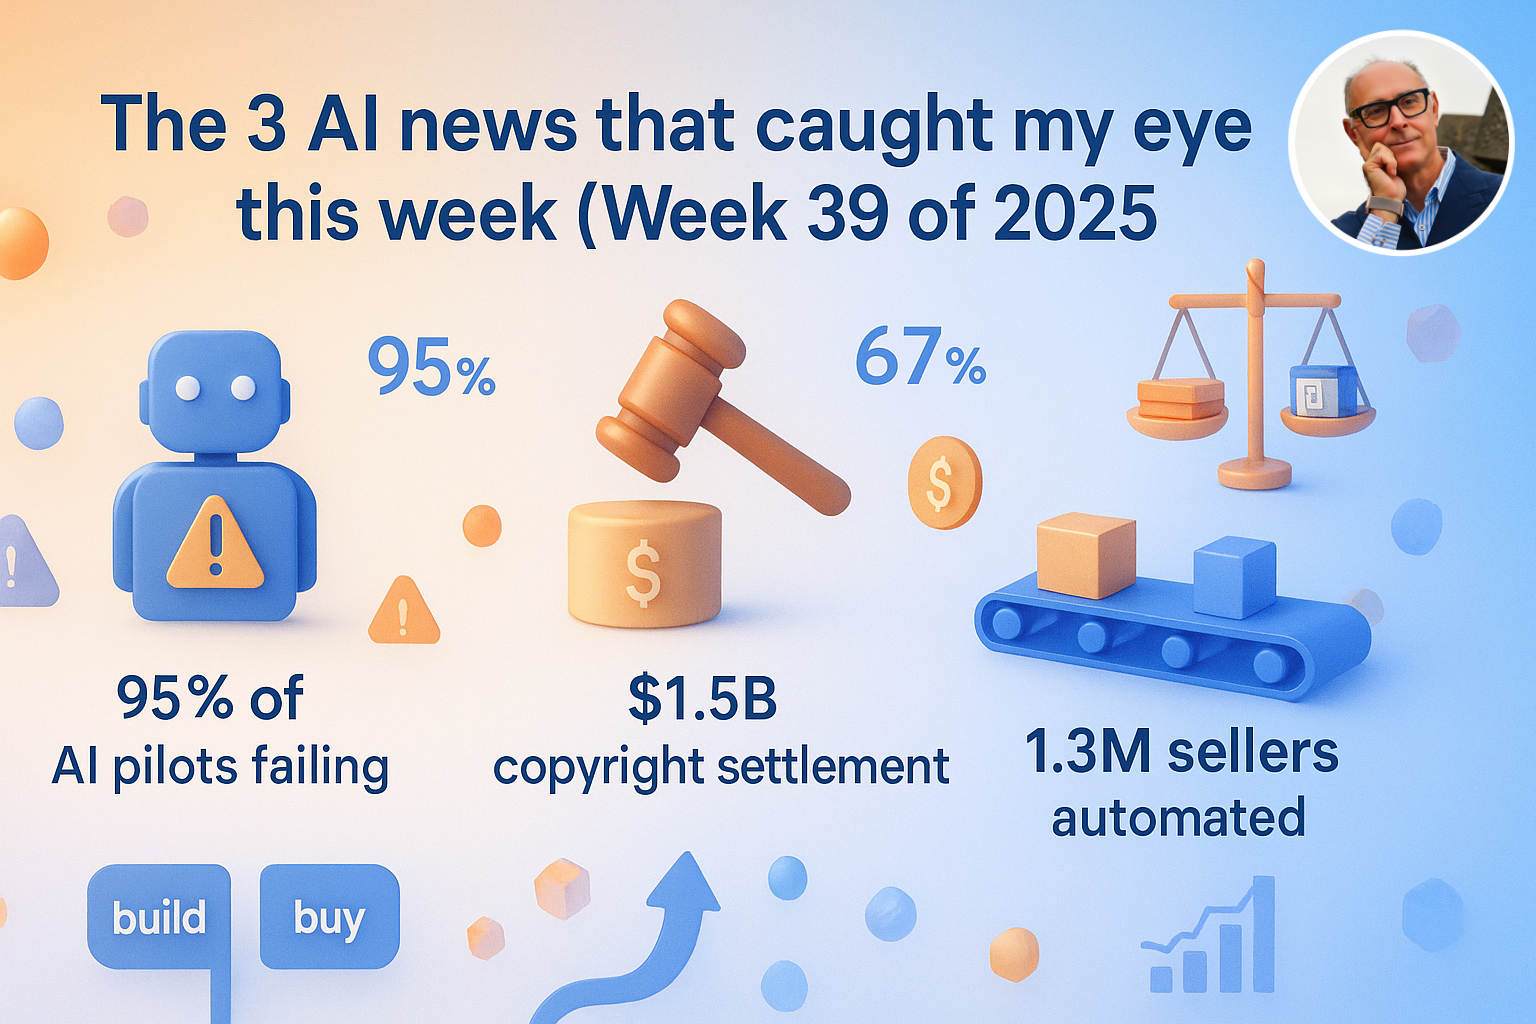 The 3 AI news that caught my eye
this week (Week 39 of 2025
95%
67%
!
!
!
$
$
95% of
AI pilots failing
$1.5B
copyright settlement
1.3M sellers
automated
build
buy